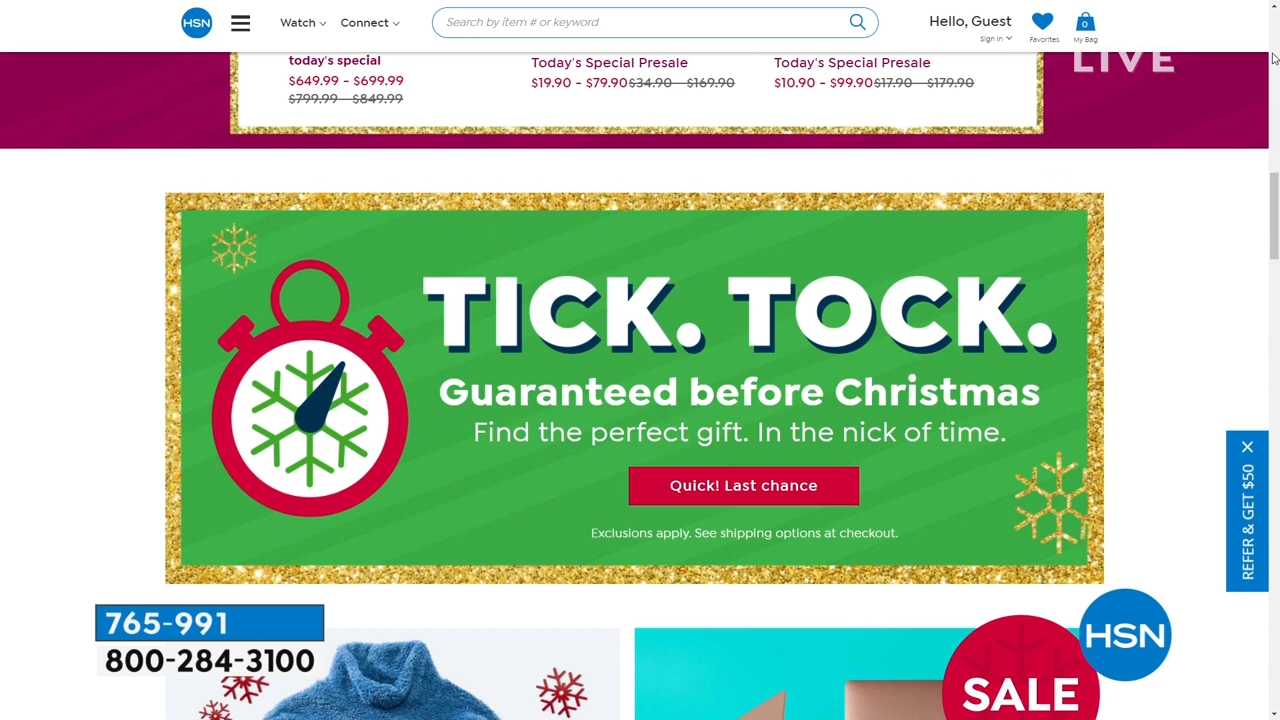 HSN
Watch
Connect
Search by item # or keyword
Hello, Guest
Sign In
Favorites
0
My Bag
LIVE
today's special
$649.99 - $699.99
$799.99 - $849.99
Today's Special Presale
$19.90 - $79.90$34.90 - $169.90
Today's Special Presale
$10.90 - $99.90$17.90 - $179.90
TICK. TOCK.
Guaranteed before Christmas
Find the perfect gift. In the nick of time.
Quick! Last chance
Exclusions apply. See shipping options at checkout.
REFER & GET $50
765-991
800-284-3100
HSN
SALE